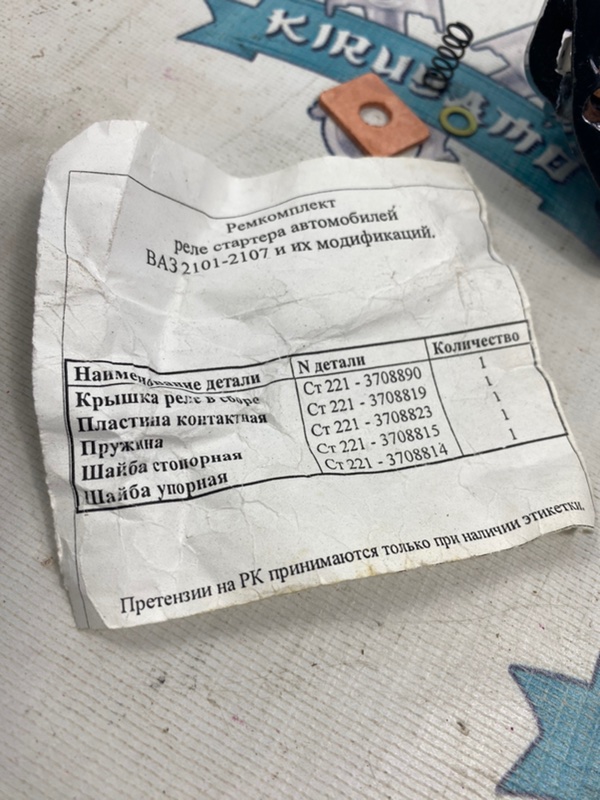 KIRUSAMO
Ремкомплект
реле стартера автомобилей
ВАЗ 2101-2107 и их модификаций.
Наименование детали N детали Количество
Крышка реле в сборе Ст 221 - 3708890 1
Пластина контактная Ст 221 - 3708819 1
Пружина Ст 221 - 3708823 1
Шайба стопорная Ст 221 - 3708815 1
Шайба упорная Ст 221 - 3708814 1
Претензии на РК принимаются только при наличии этикетки.